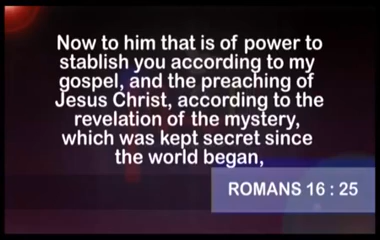 Now to him that is of power to
stablish you according to my
gospel, and the preaching of
Jesus Christ, according to the
revelation of the mystery,
which was kept secret since
the world began,
ROMANS 16 : 25